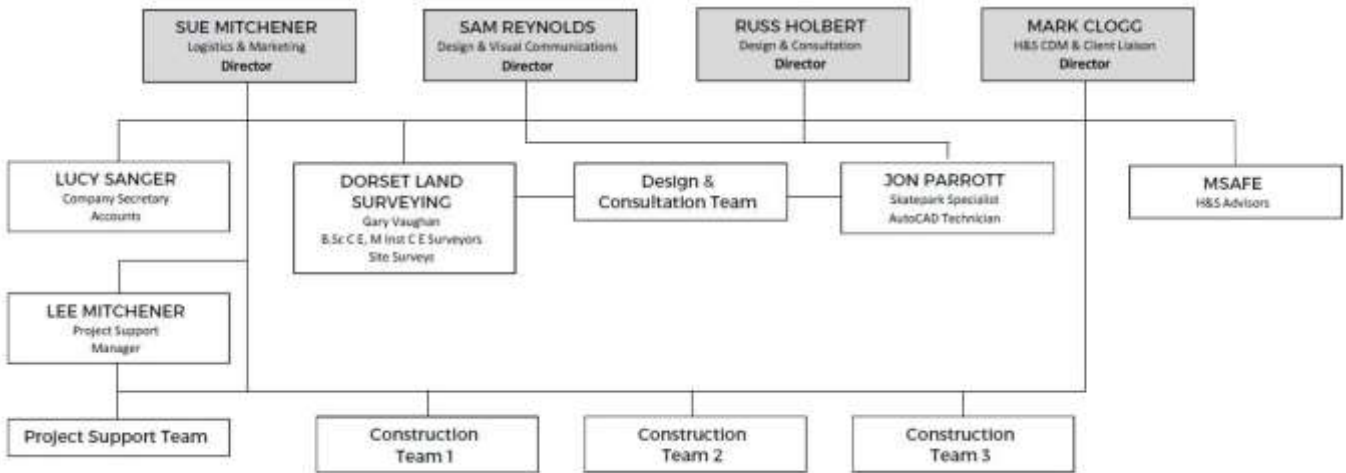 SUE MITCHENER
Logistics & Marketing
Director
SAM REYNOLDS
Design & Visual Communications
Director
RUSS HOLBERT
Design & Consultation
Director
MARK CLOGG
H&S CDM & Client Liaison
Director
LUCY SANGER
Company Secretary
Accounts
DORSET LAND
SURVEYING
Gary Vaughan
B.Sc C E, M Inst C E Surveyors
Site Surveys
Design &
Consultation Team
JON PARROTT
Skatepark Specialist
AutoCAD Technician
MSAFE
H&S Advisors
LEE MITCHENER
Project Support
Manager
Project Support Team
Construction
Team 1
Construction
Team 2
Construction
Team 3